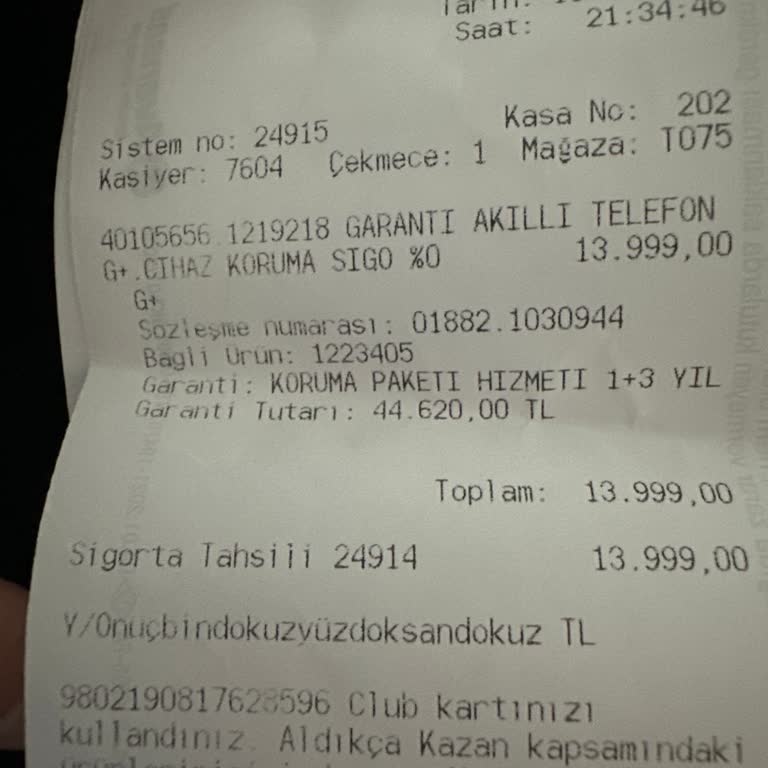 Saat: 21:34:46
Kasa No: 202
Sistem no: 24915
Kasiyer: 7604 Çekmece: 1 Mağaza: T075
40105656 1219218 GARANTI AKILLI TELEFON
G+.CIHAZ KORUMA SIGO %0 13.999,00
G+
Sözleşme numarası: 01882.1030944
Bagli Ürün: 1223405
Garanti: KORUMA PAKETI HIZMETI 1+3 YIL
Garanti Tutarı: 44.620,00 TL
Toplam: 13.999,00
Sigorta Tahsili 24914 13.999,00
Y/Onüçbindokuzyüzdoksandokuz TL
9802190817628596 Club kartınızı
kullandınız. Aldıkça Kazan kapsamındaki